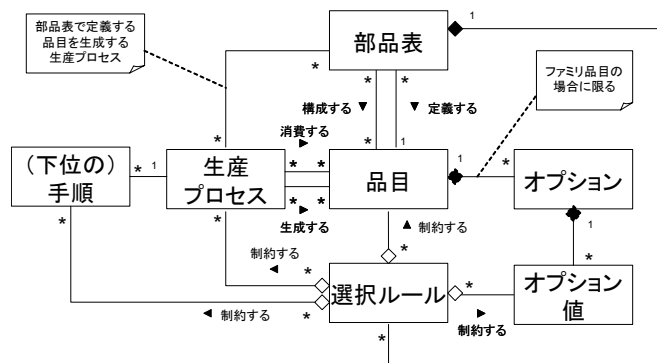 部品表で定義する
品目を生成する
生産プロセス
部品表
1
*
*
*
ファミリ品目の
場合に限る
構成する ▼
▼ 定義する
*
消費する
►
*
1
(下位の)
手順
*
1
生産
プロセス
*
*
品目
1
*
オプション
*
*
*
*
►
生成する
1
▲ 制約する
*
制約する
◄
*
*
選択ルール
*
*
オプション
値
◄ 制約する
*
►
制約する
*